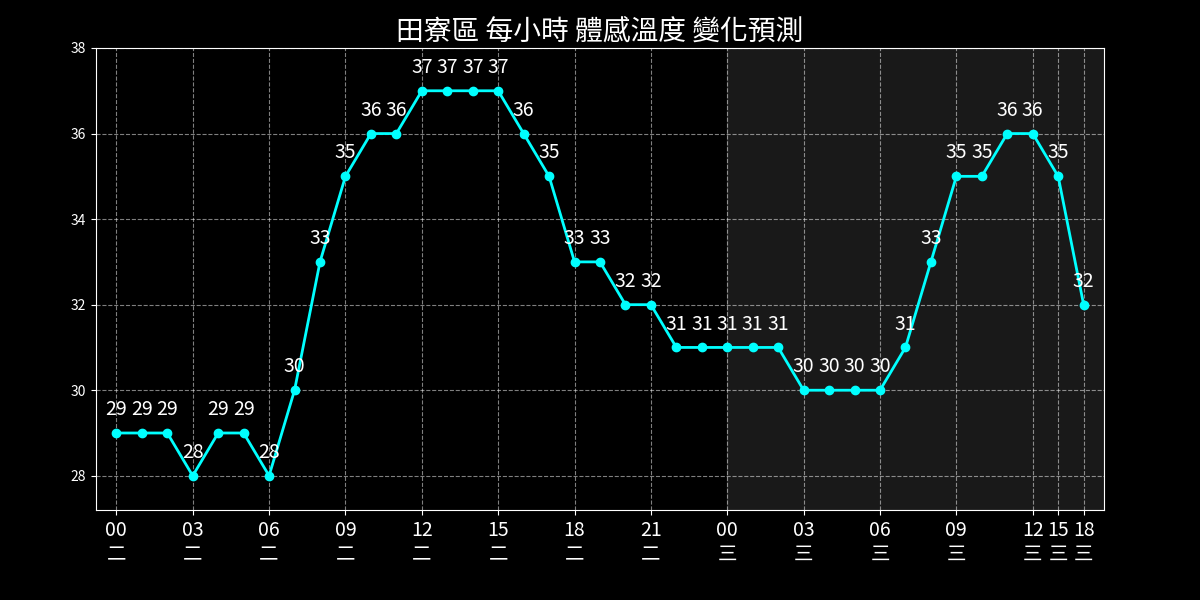 田寮區 每小時 體感溫度 變化預測
38
37 37 37 37
36 36 36 36 36
36
35 35 35 35 35
34
33 33 33 33
32 32 32
32
31 31 31 31 31 31
30 30 30 30 30
30
29 29 29 29 29
28 28
28
00 03 06 09 12 15 18 21 00 03 06 09 12 15 18
二 二 二 二 二 二 二 二 三 三 三 三 三 三 三